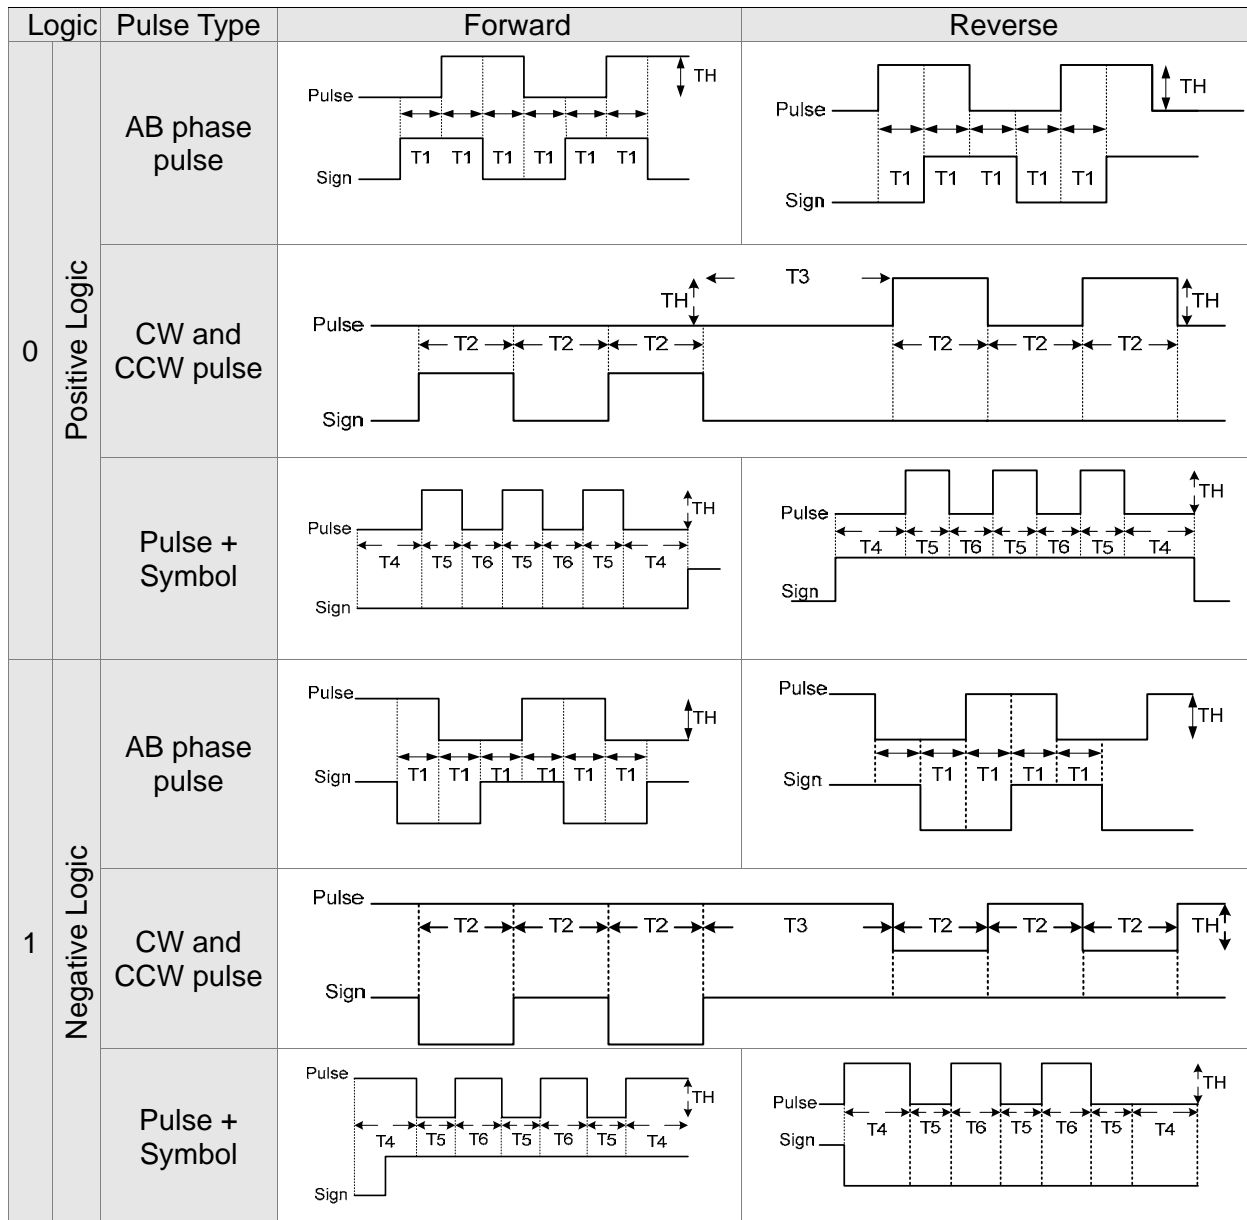 Logic Pulse Type Forward Reverse
0
Positive Logic
AB phase
pulse
Pulse
TH
T1 T1 T1 T1 T1 T1
Sign
Pulse
TH
T1 T1 T1 T1 T1
Sign
CW and
CCW pulse
TH
T3
TH
Pulse
T2 T2 T2 T2 T2 T2
Sign
Pulse +
Symbol
TH
Pulse
T4 T5 T6 T5 T6 T5 T4
Sign
TH
Pulse
T4 T5 T6 T5 T6 T5 T4
Sign
1
Negative Logic
AB phase
pulse
Pulse
TH
Sign
T1 T1 T1 T1 T1 T1
Pulse
TH
Sign
T1 T1 T1 T1
CW and
CCW pulse
Pulse
T2 T2 T2 T3 T2 T2 T2 TH
Sign
Pulse +
Symbol
Pulse
TH
T4 T5 T6 T5 T6 T5 T4
Sign
TH
Pulse
T4 T5 T6 T5 T6 T5 T4
Sign